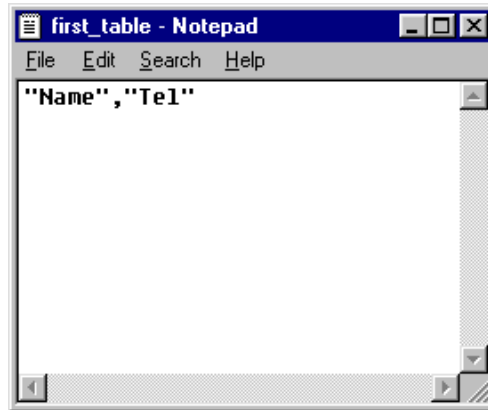 first_table - Notepad
File Edit Search Help
"Name","Tel"